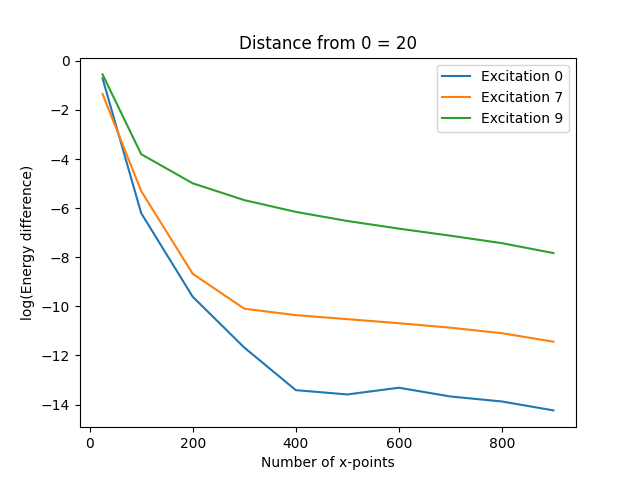 Distance from 0 = 20
Excitation 0
Excitation 7
Excitation 9
log(Energy difference)
0
−2
−4
−6
−8
−10
−12
−14
0 200 400 600 800
Number of x-points